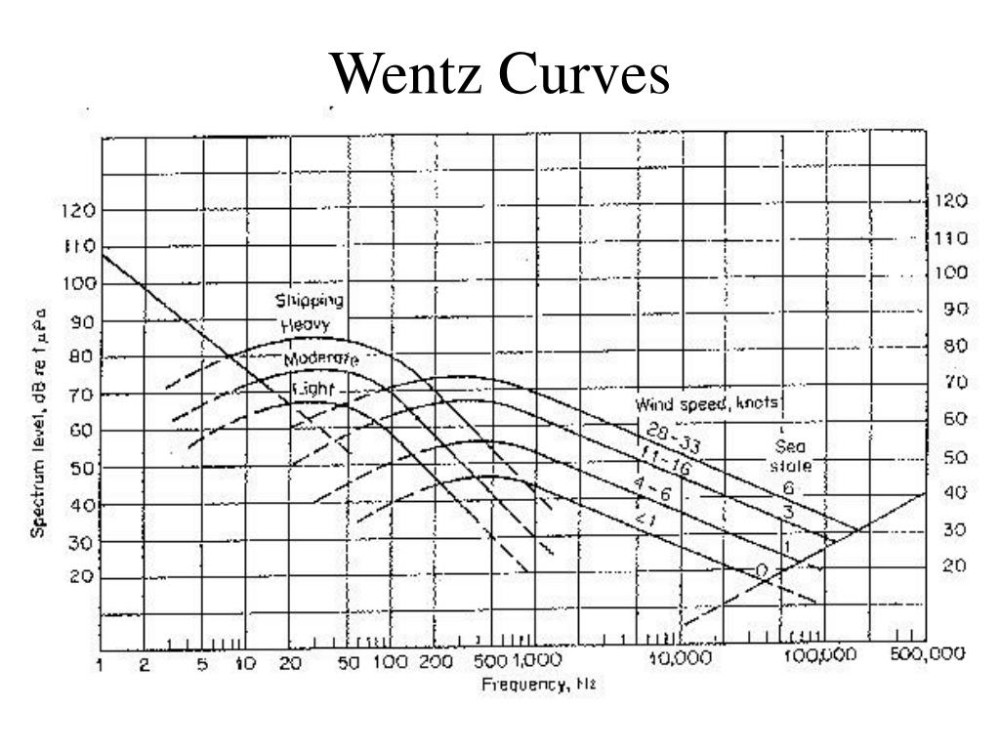 Wentz Curves
120
110
100
90
80
70
60
50
40
30
20
Spectrum level, dB re 1 μPa
Shipping
Heavy
Moderate
Light
Wind speed, knots
28-33
11-16
4-6
<1
Sea
state
6
3
1
0
120
110
100
90
80
70
60
50
40
30
20
1 2 5 10 20 50 100 200 500 1,000 10,000 100,000 500,000
Frequency, Hz